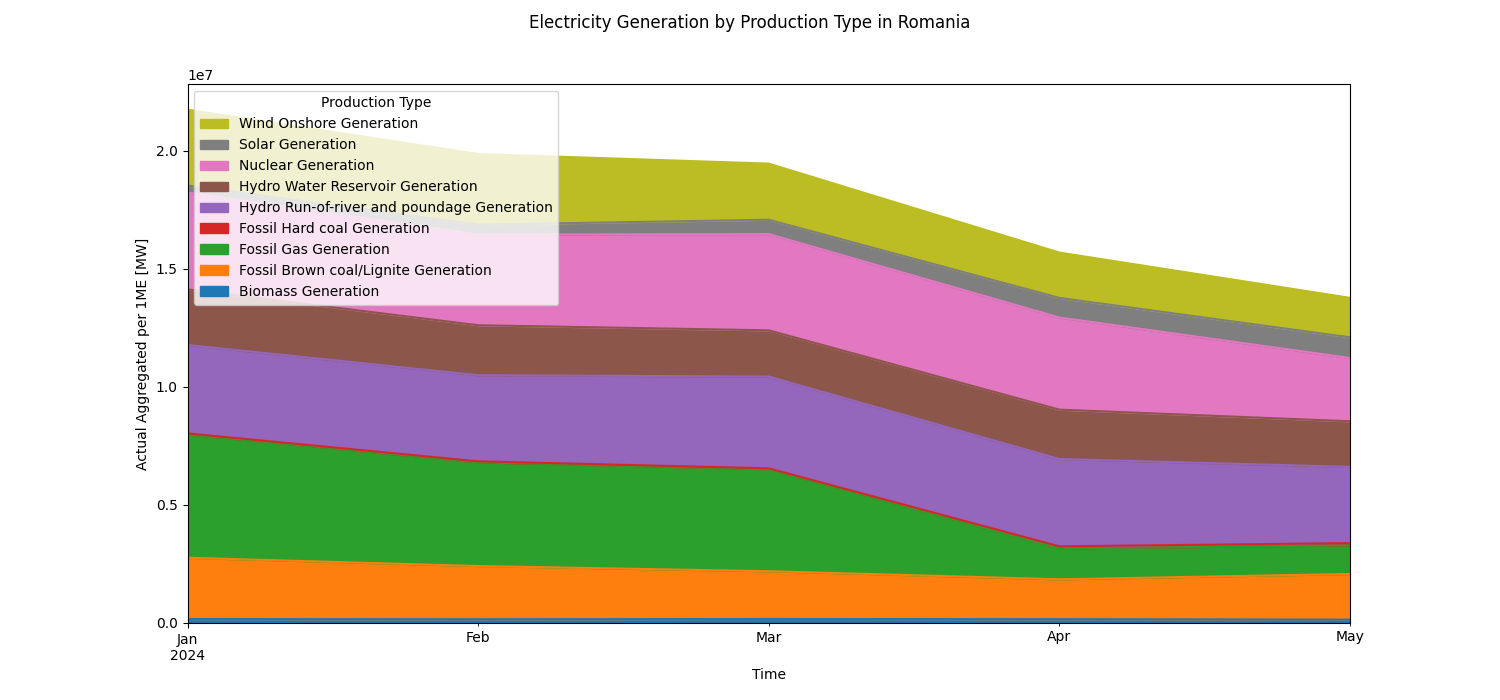 Electricity Generation by Production Type in Romania
1e7
Production Type
Wind Onshore Generation
Solar Generation
Nuclear Generation
Hydro Water Reservoir Generation
Hydro Run-of-river and poundage Generation
Fossil Hard coal Generation
Fossil Gas Generation
Fossil Brown coal/Lignite Generation
Biomass Generation
Actual Aggregated per 1ME [MW]
2.0
1.5
1.0
0.5
0.0
Jan Feb Mar Apr May
2024
Time